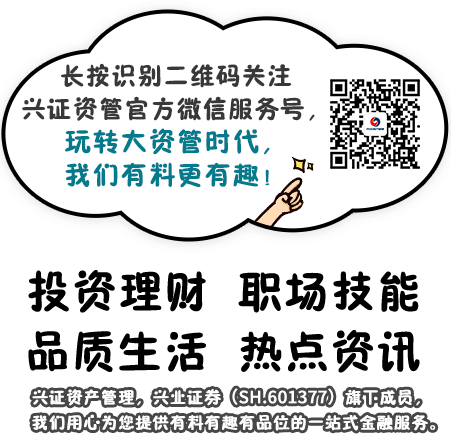 长按识别二维码关注
兴证资管官方微信服务号，
玩转大资管时代，
我们有料更有趣！
投资理财 职场技能
品质生活 热点资讯
兴证资产管理，兴业证券（SH.601377）旗下成员，
我们用心为您提供有料有趣有品位的一站式金融服务。